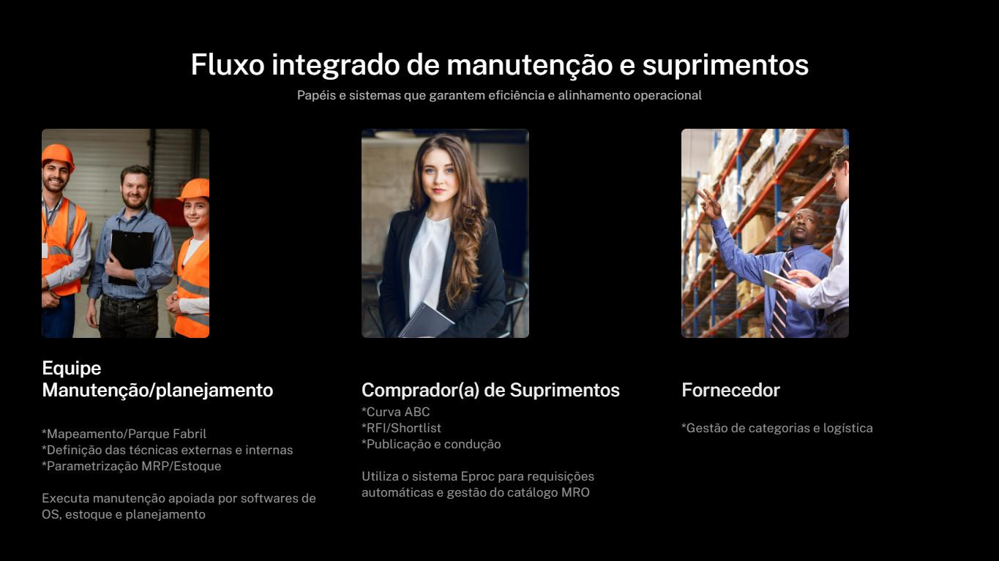 Fluxo integrado de manutenção e suprimentos
Papéis e sistemas que garantem eficiência e alinhamento operacional
Equipe
Manutenção/planejamento
*Mapeamento/Parque Fabril
*Definição das técnicas externas e internas
*Parametrização MRP/Estoque
Executa manutenção apoiada por softwares de
OS, estoque e planejamento
Comprador(a) de Suprimentos
*Curva ABC
*RFI/Shortlist
*Publicação e condução
Utiliza o sistema Eproc para requisições
automáticas e gestão do catálogo MRO
Fornecedor
*Gestão de categorias e logística